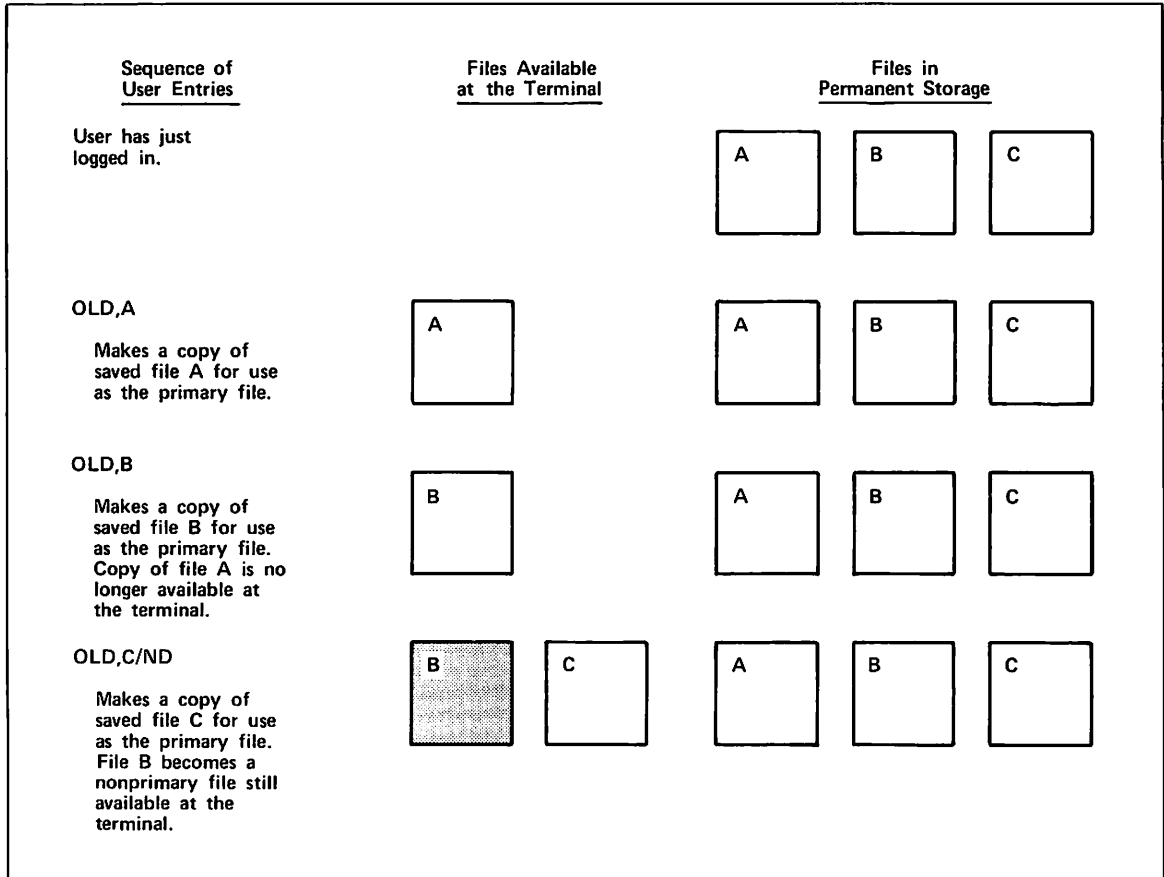 Sequence of
User Entries
Files Available
at the Terminal
Files in
Permanent Storage
User has just
logged in.
A
B
C
OLD,A
Makes a copy of
saved file A for use
as the primary file.
A
A
B
C
OLD,B
Makes a copy of
saved file B for use
as the primary file.
Copy of file A is no
longer available at
the terminal.
B
A
B
C
OLD,C/ND
Makes a copy of
saved file C for use
as the primary file.
File B becomes a
nonprimary file still
available at the
terminal.
B
C
A
B
C